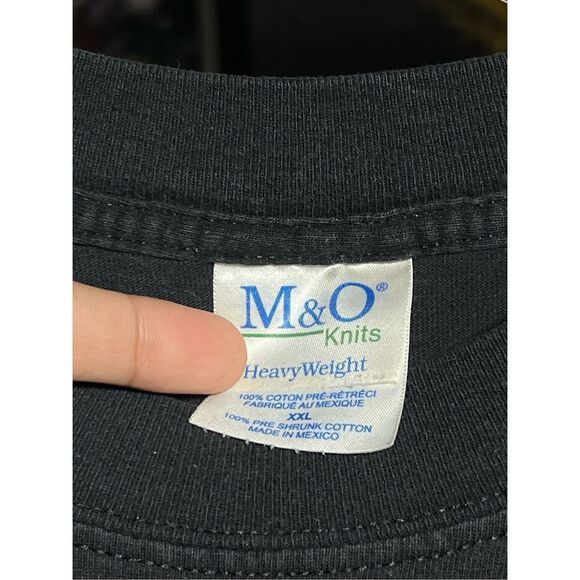 M&O®
Knits
HeavyWeight
100% COTON PRÉ-RÉTRÉCI
FABRIQUÉ AU MEXIQUE
XXL
100% PRE SHRUNK COTTON
MADE IN MEXICO